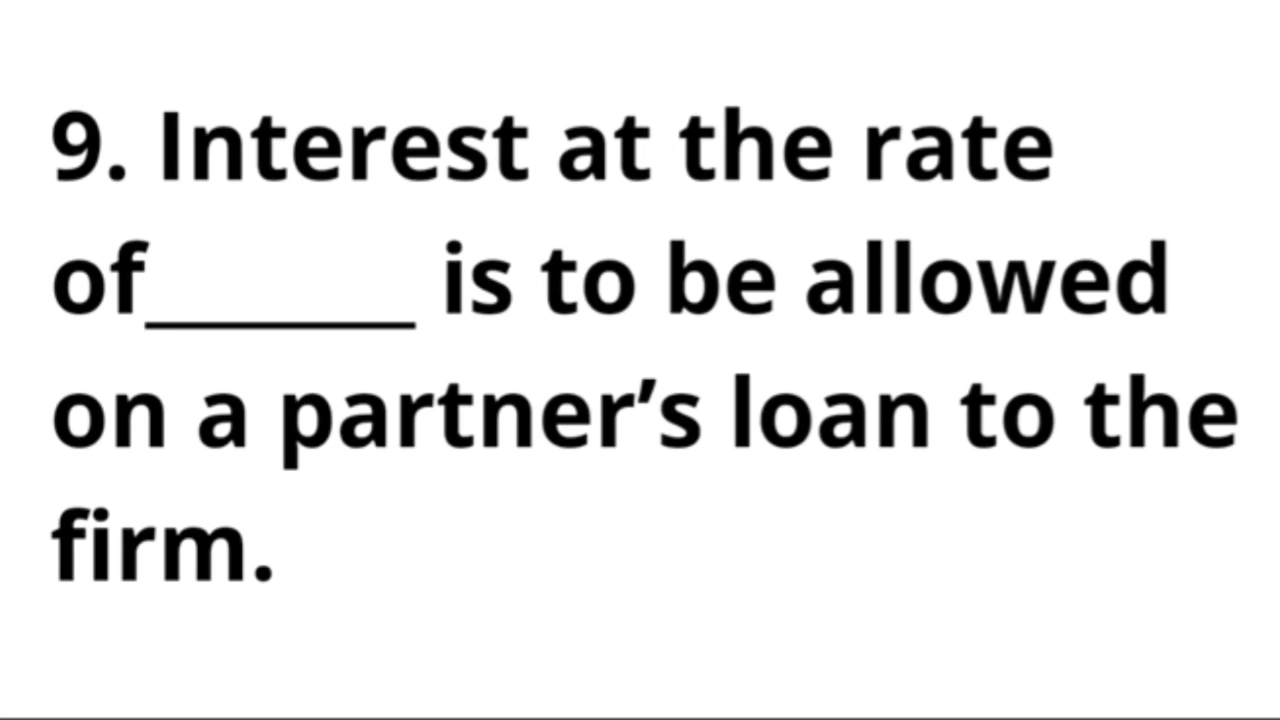 9. Interest at the rate
of_______ is to be allowed
on a partner’s loan to the
firm.